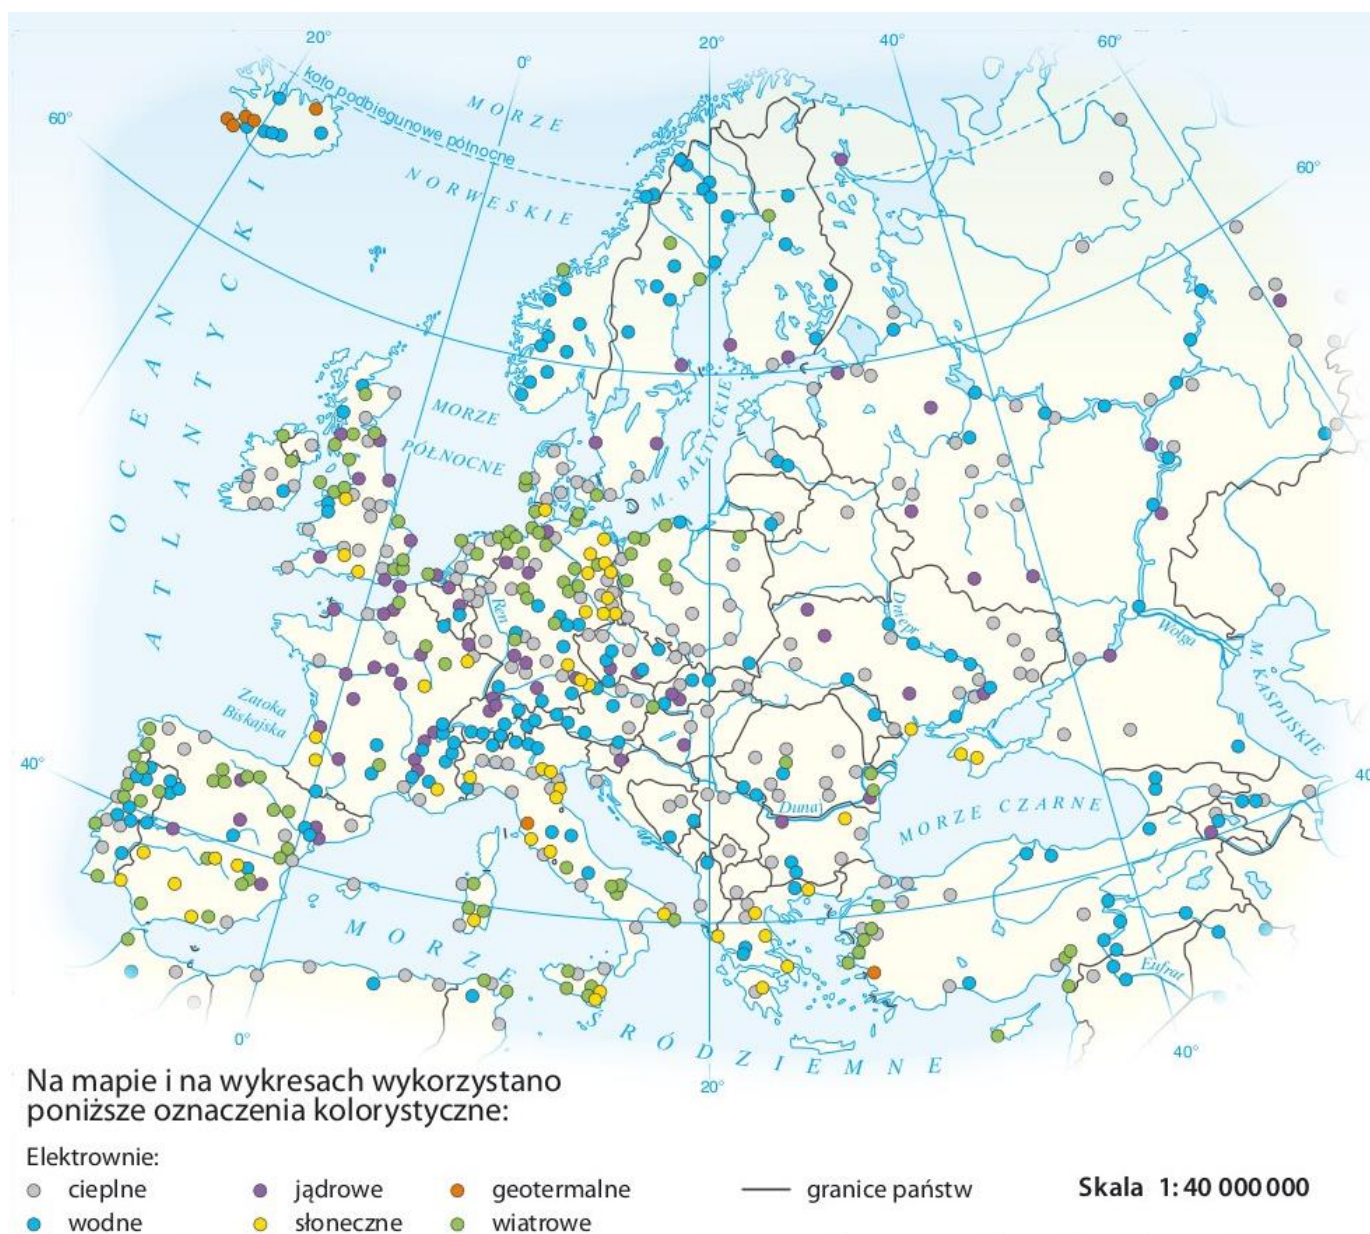 20°
0°
20°
40°
60°
koło podbiegunowe północne
MORZE
NORWESKIE
60°
60°
OCEAN
ATLANTYCKI
MORZE
PÓŁNOCNE
M. BAŁTYCKIE
Ren
Dniepr
Wołga
M. KASPIJSKIE
Zatoka
Biskajska
40°
40
Dunaj
MORZE CZARNE
MORZE
ŚRÓDZIEMNE
Eufrat
0°
20°
40°
Na mapie i na wykresach wykorzystano
poniższe oznaczenia kolorystyczne:
Elektrownie:
cieplne
jądrowe
geotermalne
granice państw
Skala 1:40 000 000
wodne
słoneczne
wiatrowe